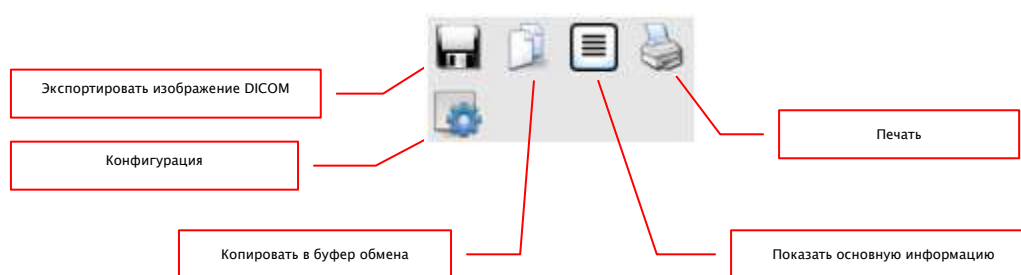 Экспортировать изображение DICOM
Печать
Конфигурация
Копировать в буфер обмена
Показать основную информацию